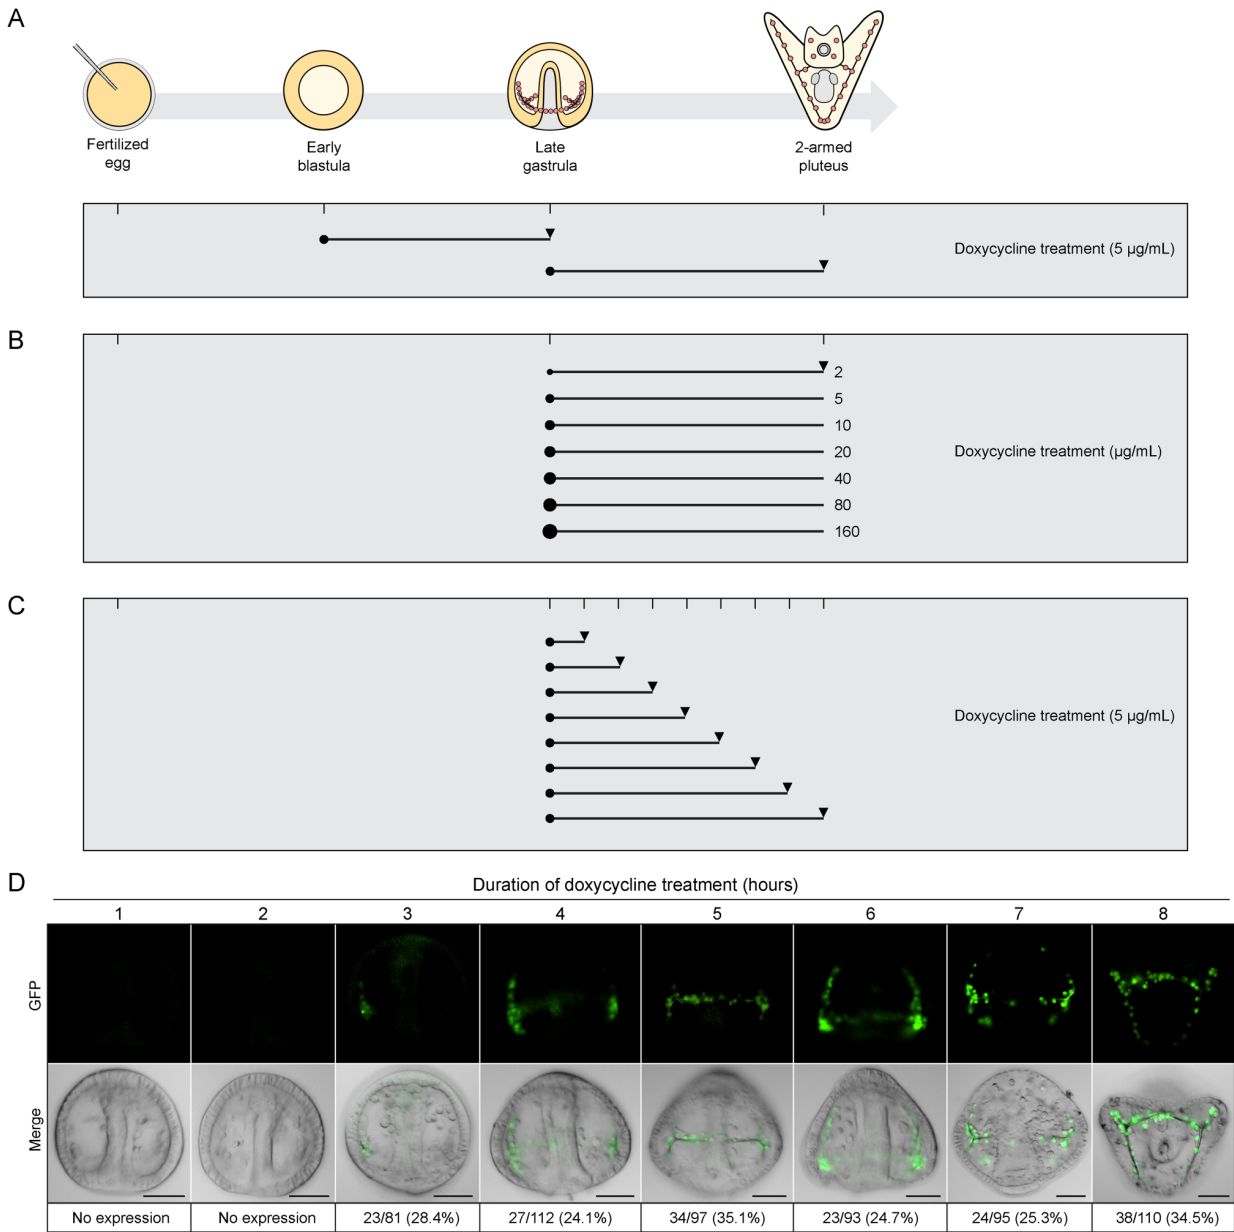 A
Fertilized
egg
Early
blastula
Late
gastrula
2-armed
pluteus
Doxycycline treatment (5 µg/mL)
B
2
5
10
20
40
80
160
Doxycycline treatment (µg/mL)
C
Doxycycline treatment (5 µg/mL)
D
Duration of doxycycline treatment (hours)
1 2 3 4 5 6 7 8
GFP
Merge
No expression No expression 23/81 (28.4%) 27/112 (24.1%) 34/97 (35.1%) 23/93 (24.7%) 24/95 (25.3%) 38/110 (34.5%)